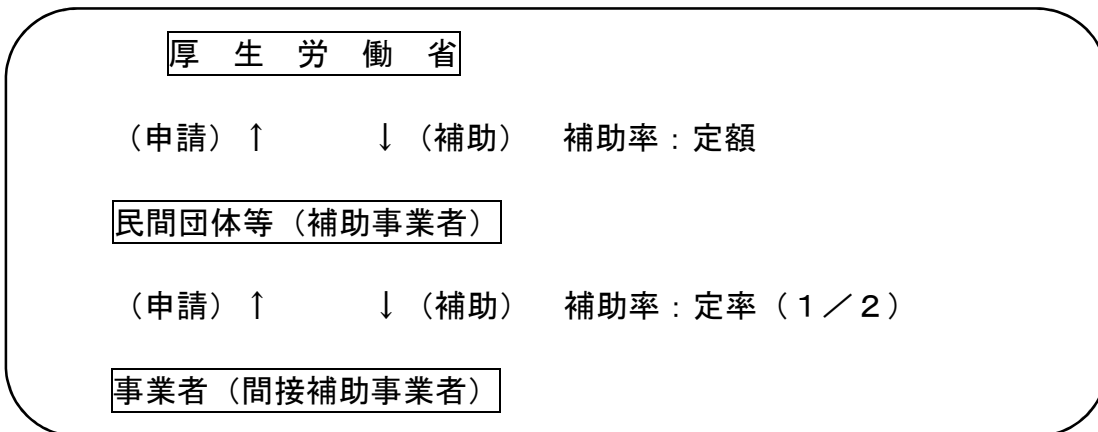 厚　生　労　働　省
（申請）↑　　　↓（補助）　補助率：定額
民間団体等（補助事業者）
（申請）↑　　　↓（補助）　補助率：定率（１／２）
事業者（間接補助事業者）